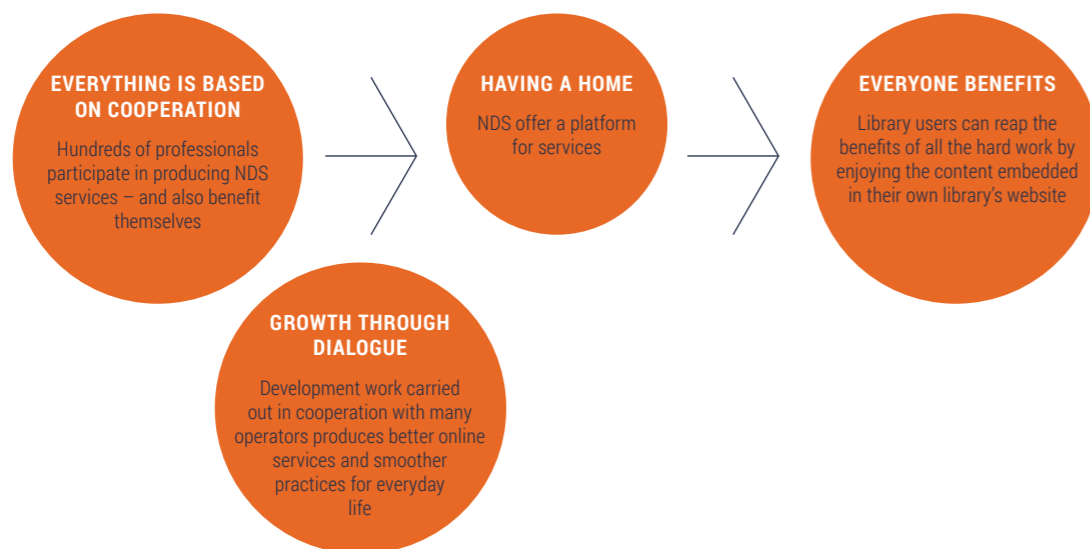 EVERYTHING IS BASED
ON COOPERATION
Hundreds of professionals
participate in producing NDS
services – and also benefit
themselves
HAVING A HOME
NDS offer a platform
for services
EVERYONE BENEFITS
Library users can reap the
benefits of all the hard work by
enjoying the content embedded
in their own library's website
GROWTH THROUGH
DIALOGUE
Development work carried
out in cooperation with many
operators produces better online
services and smoother
practices for everyday
life